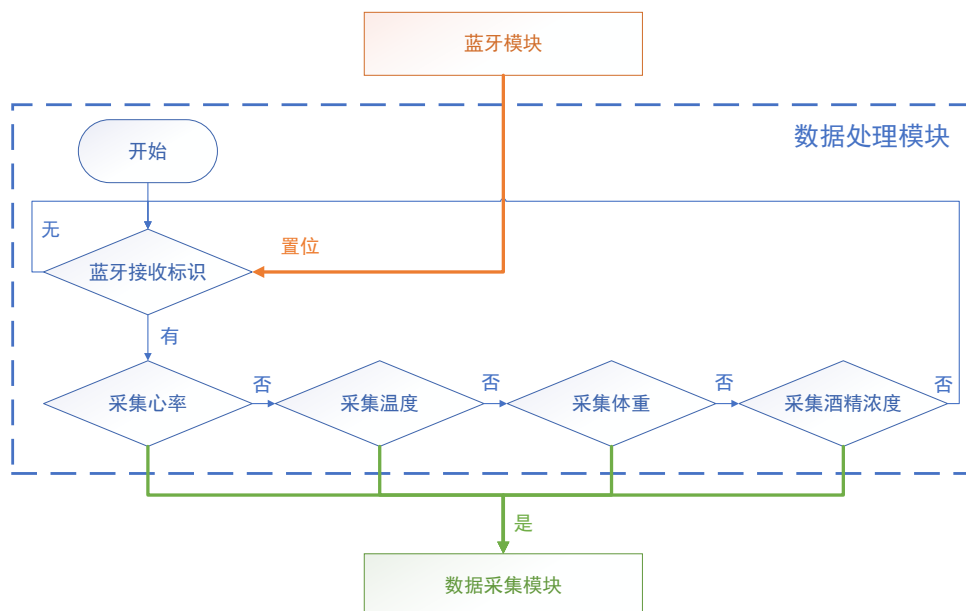 蓝牙模块
数据处理模块
开始
无
置位
蓝牙接收标识
有
采集心率
否
采集温度
否
采集体重
否
采集酒精浓度
否
是
数据采集模块